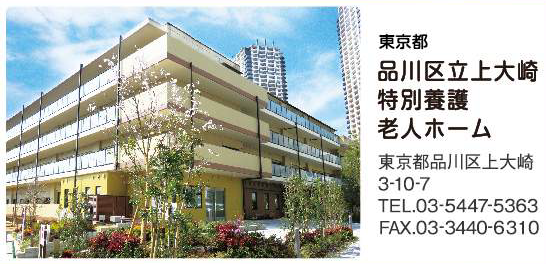 東京都
品川区立上大崎
特別養護
老人ホーム
東京都品川区上大崎
3-10-7
TEL.03-5447-5363
FAX.03-3440-6310